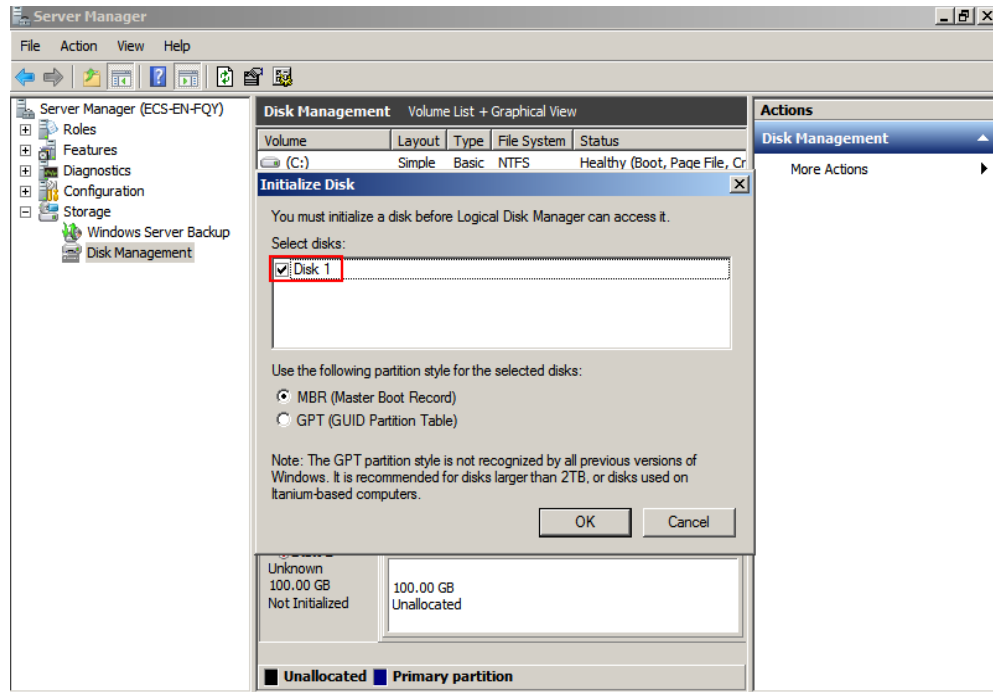 Server Manager
File Action View Help
Server Manager (ECS-EN-FQY)
Roles
Features
Diagnostics
Configuration
Storage
Windows Server Backup
Disk Management
Disk Management Volume List + Graphical View
Volume Layout Type File System Status
(C:) Simple Basic NTFS Healthy (Boot, Page File, Cr
Initialize Disk
You must initialize a disk before Logical Disk Manager can access it.
Select disks:
Disk 1
Use the following partition style for the selected disks:
MBR (Master Boot Record)
GPT (GUID Partition Table)
Note: The GPT partition style is not recognized by all previous versions of
Windows. It is recommended for disks larger than 2TB, or disks used on
Itanium-based computers.
OK Cancel
Unknown
100.00 GB
Not Initialized
100.00 GB
Unallocated
Unallocated Primary partition
Actions
Disk Management
More Actions